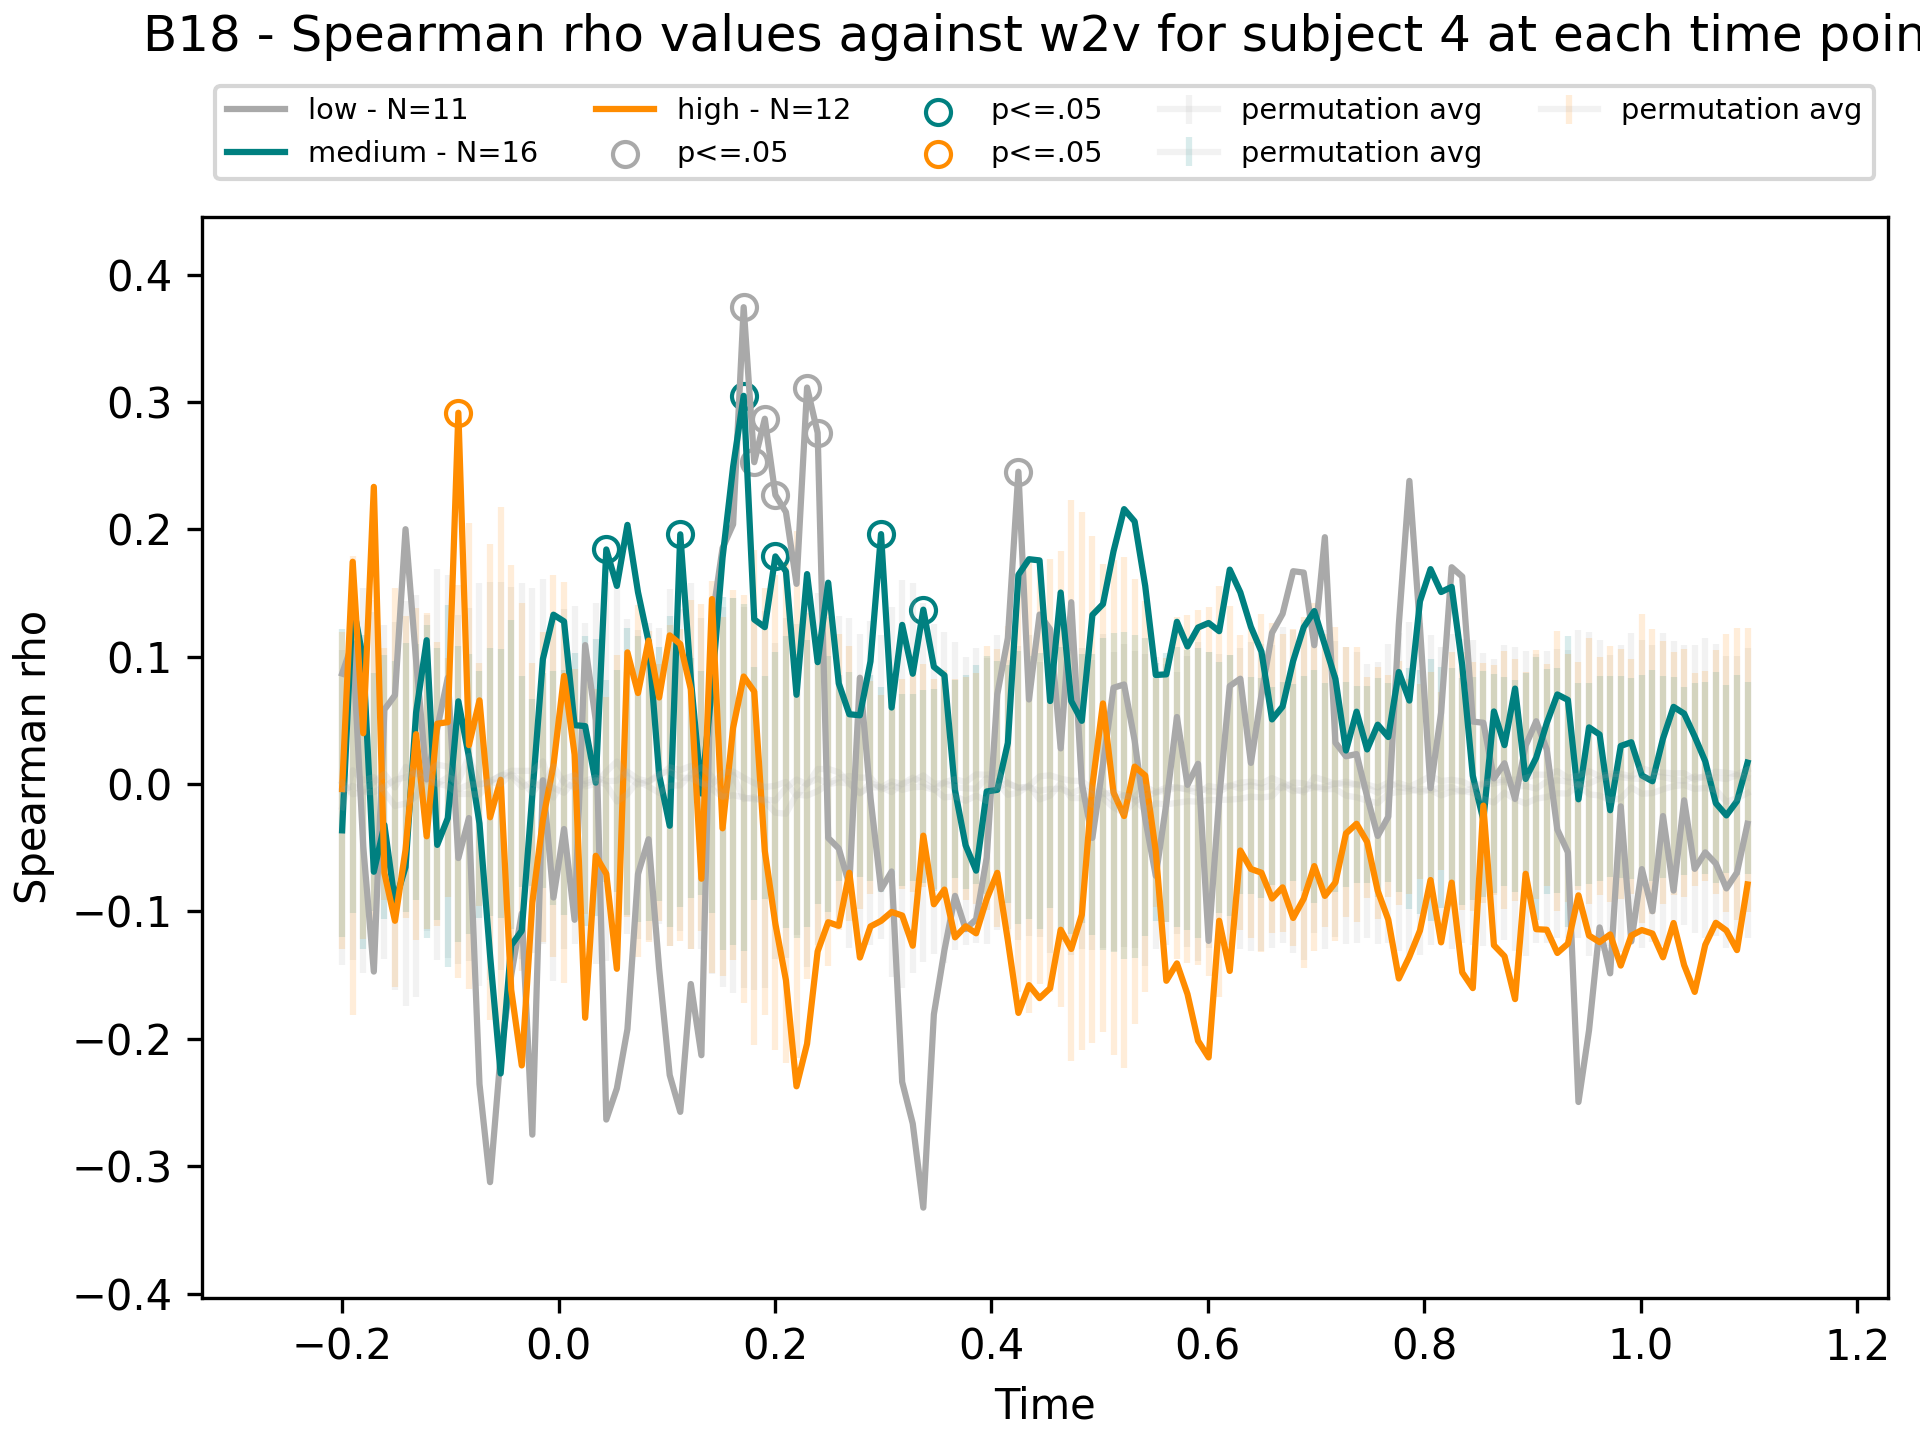 B18 - Spearman rho values against w2v for subject 4 at each time poin
low - N=11
medium - N=16
high - N=12
p<=.05
p<=.05
p<=.05
permutation avg
permutation avg
permutation avg
Spearman rho
0.4
0.3
0.2
0.1
0.0
−0.1
−0.2
−0.3
−0.4
−0.2 0.0 0.2 0.4 0.6 0.8 1.0 1.2
Time